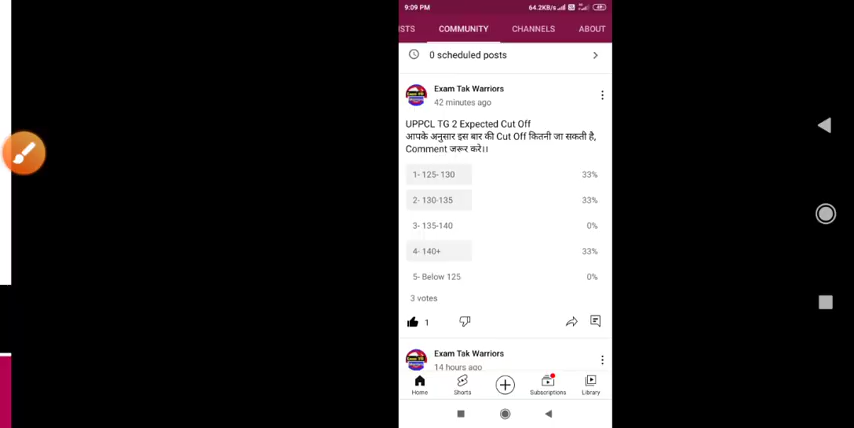 9:09 PM 64.2KB/s
ISTS COMMUNITY CHANNELS ABOUT
0 scheduled posts
Exam Tak Warriors
42 minutes ago
UPPCL TG 2 Expected Cut Off
आपके अनुसार इस बार की Cut Off कितनी जा सकती है,
Comment जरूर करे।।
1- 125- 130 33%
2- 130-135 33%
3- 135-140 0%
4- 140+ 33%
5- Below 125 0%
3 votes
1
Exam Tak Warriors
14 hours ago
Home Shorts Subscriptions Library